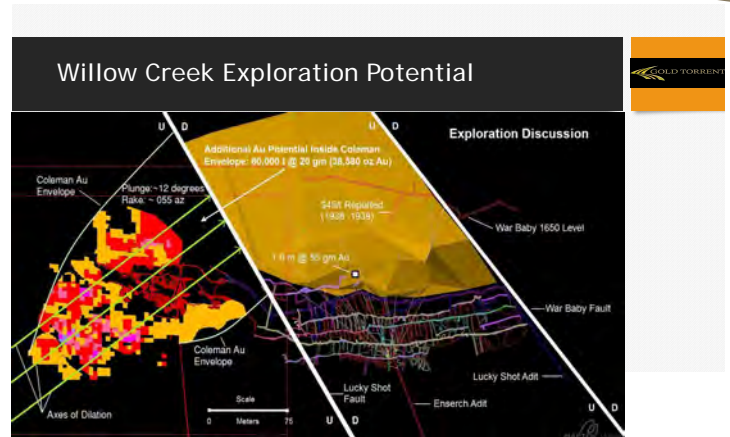 Willow Creek Exploration Potential
GOLD TORRENT
U D
U D
Exploration Discussion
Additional Au Potential Inside Coleman
Envelope: 60,000 t @ 20 gm (38,580 oz Au)
Coleman Au
Envelope
Plunge:~12 degrees
Rake: ~ 055 az
$45/t Reported
(1938 -1939)
War Baby 1650 Level
1.6 m @ 55 gm Au
War Baby
Fault
Coleman Au
Envelope
Lucky Shot Adit
Lucky Shot
Fault
Enserch Adit
Scale
0 Meters 75
Axes of Dilation
U D
U D